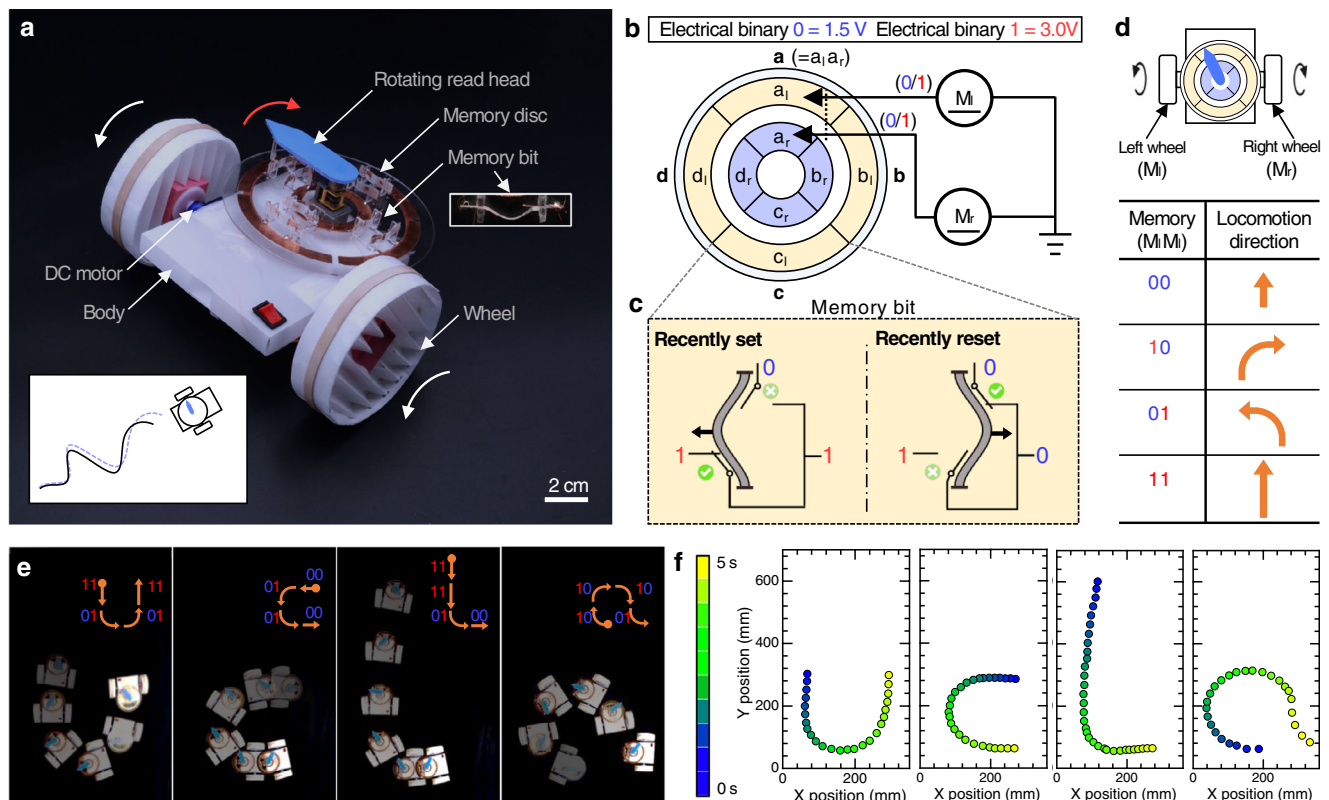 a
Rotating read head
Memory disc
Memory bit
DC motor
Body
Wheel
2 cm
b
Electrical binary 0 = 1.5 V Electrical binary 1 = 3.0V
a (=aₗaᵣ)
aₗ
(0/1)
Mₗ
(0/1)
aᵣ
d
dₗ
dᵣ
bᵣ
bₗ
b
cᵣ
Mᵣ
cₗ
c
c
Memory bit
Recently set
Recently reset
0
0
1
1
1
0
d
Left wheel
(Mₗ)
Right wheel
(Mᵣ)
Memory
(MₗMₗ)
Locomotion
direction
00
10
01
11
e
11
11
01
01
00
01
00
11
11
01
00
10
10
10
01
f
5 s
0 s
Y position (mm)
600
400
200
0
0
200
X position (mm)
0
200
X position (mm)
0
200
X position (mm)
0
200
X position (mm)